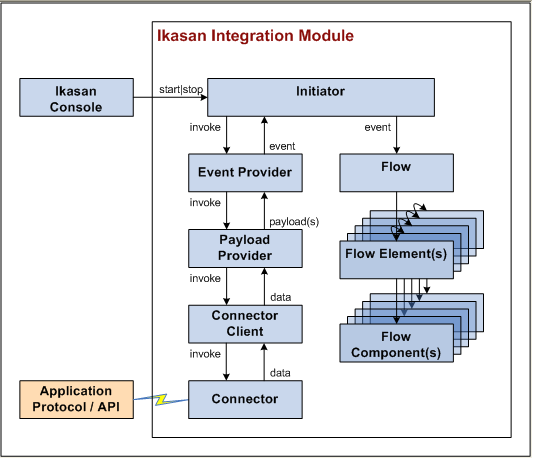 Ikasan Integration Module
Ikasan
Console
start|stop
Initiator
invoke
event
event
Event Provider
Flow
invoke
payload(s)
Payload
Provider
Flow Element(s)
invoke
data
Connector
Client
Flow
Component(s)
invoke
data
Application
Protocol / API
Connector